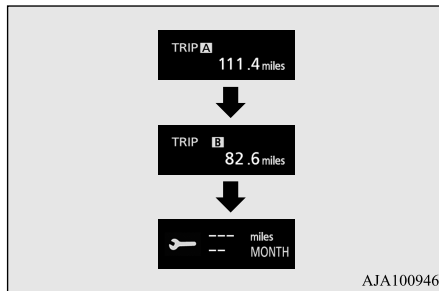 TRIP A
111.4 miles
TRIP B
82.6 miles
--- miles
-- MONTH
AJA100946